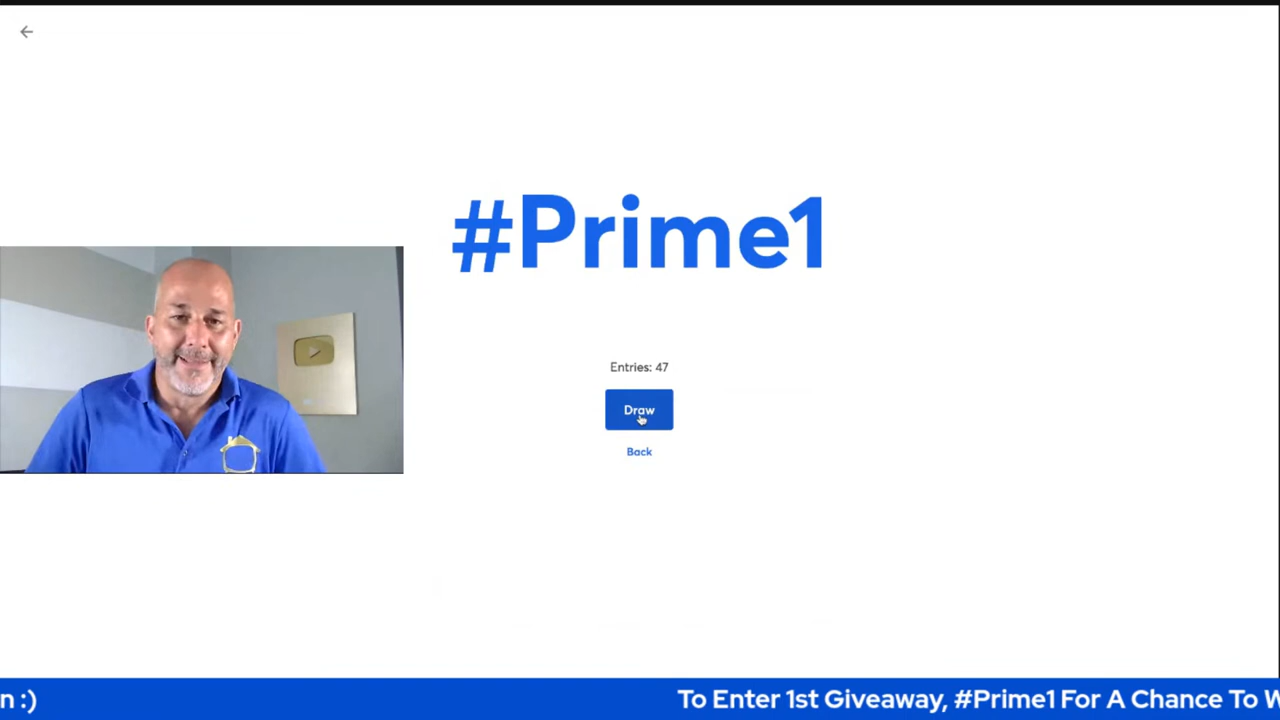 #Prime1
Entries: 47
Draw
Back
n :) To Enter 1st Giveaway, #Prime1 For A Chance To W